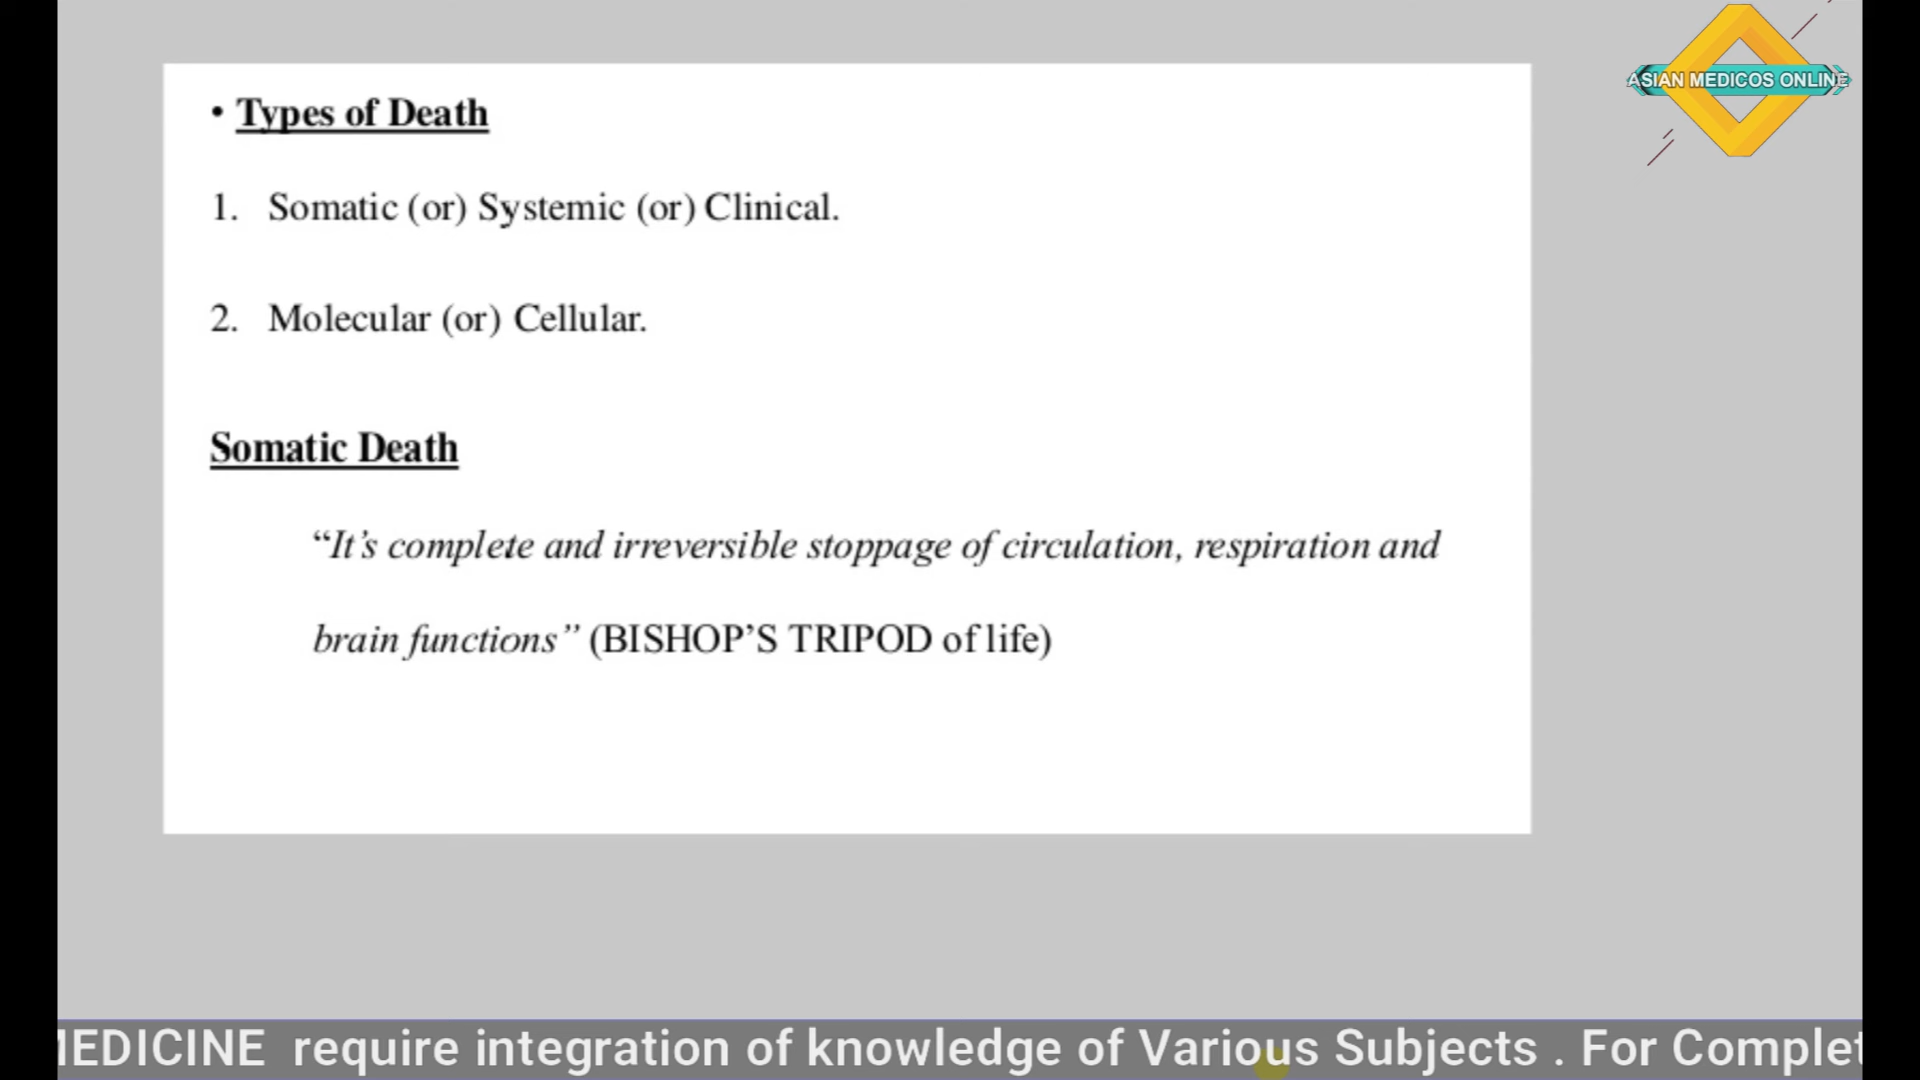 ASIAN MEDICOS ONLINE
• Types of Death
1. Somatic (or) Systemic (or) Clinical.
2. Molecular (or) Cellular.
Somatic Death
“It’s complete and irreversible stoppage of circulation, respiration and
brain functions” (BISHOP’S TRIPOD of life)
MEDICINE require integration of knowledge of Various Subjects . For Complet